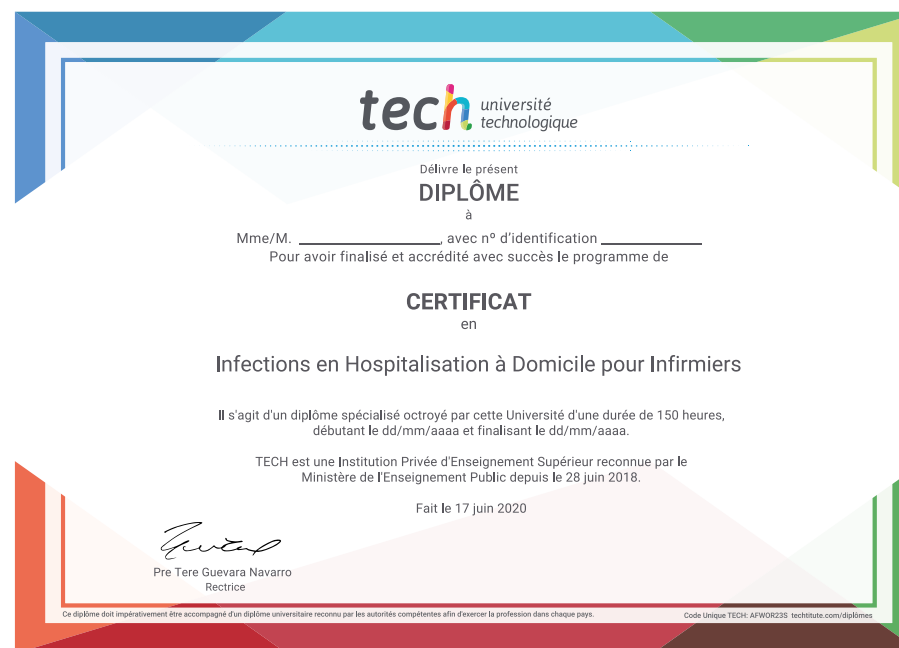 tech université
technologique
Délivre le présent
DIPLÔME
à
Mme/M. ____________, avec nº d'identification ____________
Pour avoir finalisé et accrédité avec succès le programme de
CERTIFICAT
en
Infections en Hospitalisation à Domicile pour Infirmiers
Il s'agit d'un diplôme spécialisé octroyé par cette Université d'une durée de 150 heures,
débutant le dd/mm/aaaa et finalisant le dd/mm/aaaa.
TECH est une Institution Privée d'Enseignement Supérieur reconnue par le
Ministère de l'Enseignement Public depuis le 28 juin 2018.
Fait le 17 juin 2020
Pre Tere Guevara Navarro
Rectrice
Ce diplôme doit impérativement être accompagné d'un diplôme universitaire reconnu par les autorités compétentes afin d'exercer la profession dans chaque pays.
Code Unique TECH: AFWOR23S techtitute.com/diplômes